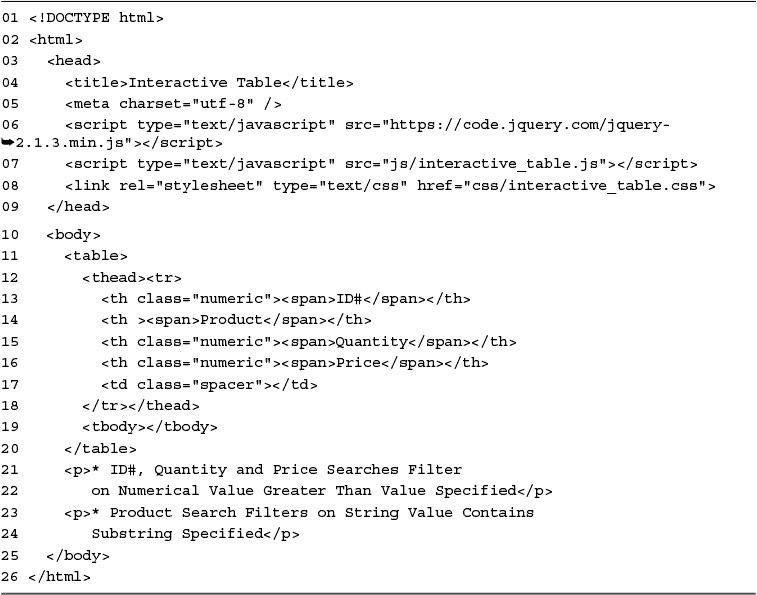 01 <!DOCTYPE html>
02 <html>
03   <head>
04     <title>Interactive Table</title>
05     <meta charset="utf-8" />
06     <script type="text/javascript" src="https://code.jquery.com/jquery-
➥2.1.3.min.js"></script>
07     <script type="text/javascript" src="js/interactive_table.js"></script>
08     <link rel="stylesheet" type="text/css" href="css/interactive_table.css">
09   </head>
10   <body>
11     <table>
12       <thead><tr>
13         <th class="numeric"><span>ID#</span></th>
14         <th ><span>Product</span></th>
15         <th class="numeric"><span>Quantity</span></th>
16         <th class="numeric"><span>Price</span></th>
17         <td class="spacer"></td>
18       </tr></thead>
19       <tbody></tbody>
20     </table>
21     <p>* ID#, Quantity and Price Searches Filter
22        on Numerical Value Greater Than Value Specified</p>
23     <p>* Product Search Filters on String Value Contains
24        Substring Specified</p>
25   </body>
26 </html>